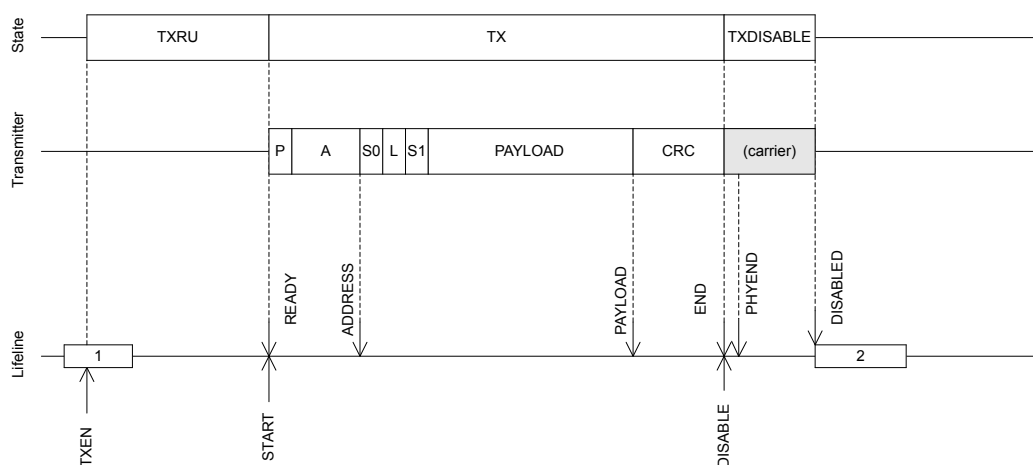 State
TXRU
TX
TXDISABLE
Transmitter
P
A
S0
L
S1
PAYLOAD
CRC
(carrier)
READY
ADDRESS
PAYLOAD
END
PHYEND
DISABLED
Lifeline
1
2
TXEN
START
DISABLE